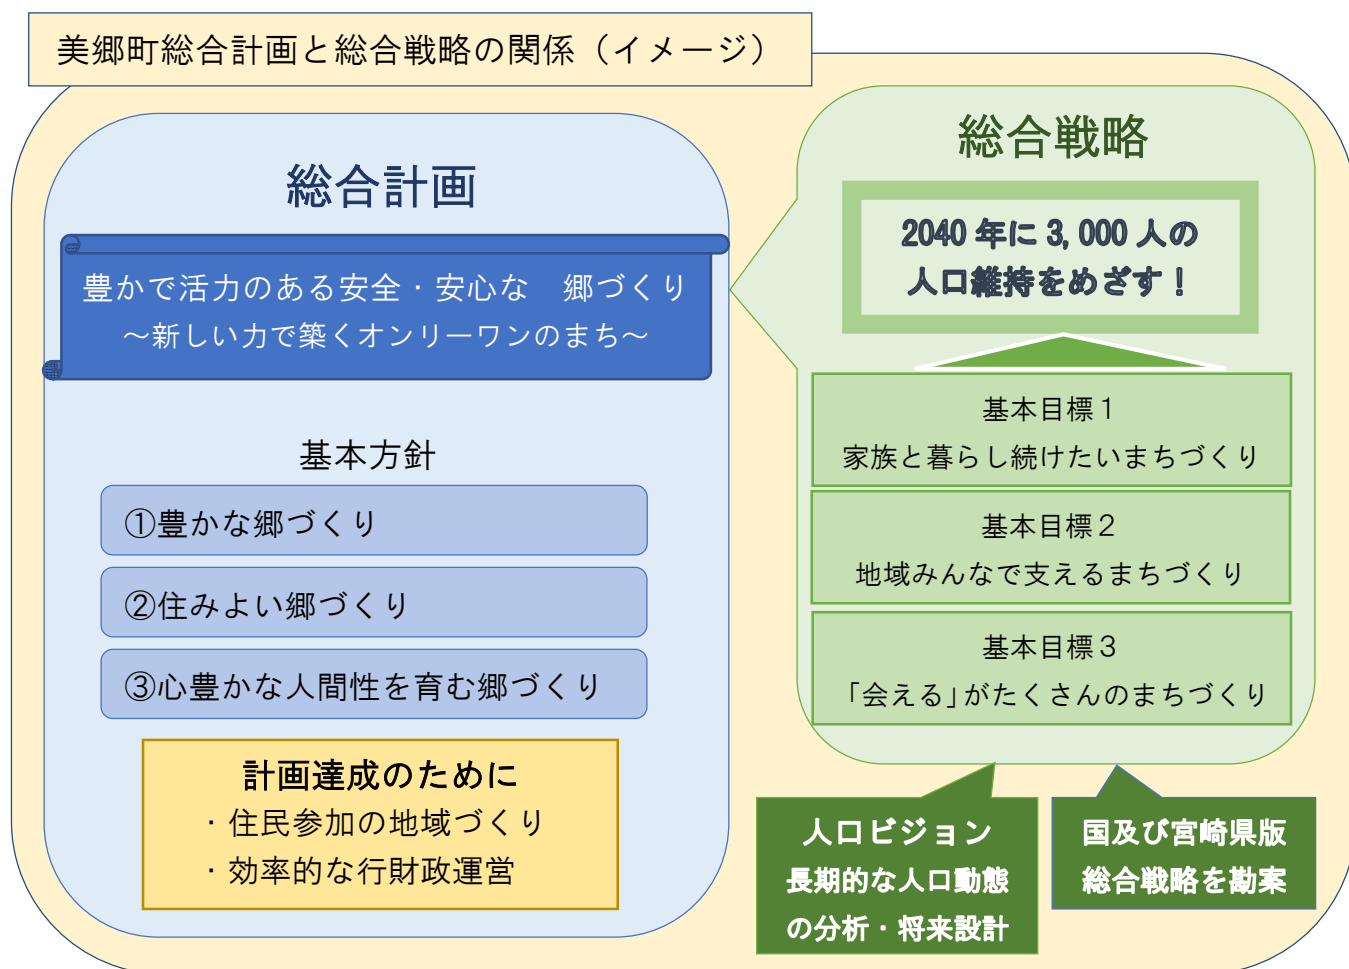 美郷町総合計画と総合戦略の関係（イメージ）
総合計画
豊かで活力のある安全・安心な　郷づくり
～新しい力で築くオンリーワンのまち～
基本方針
①豊かな郷づくり
②住みよい郷づくり
③心豊かな人間性を育む郷づくり
計画達成のために
・住民参加の地域づくり
・効率的な行財政運営
総合戦略
2040 年に 3,000 人の
人口維持をめざす！
基本目標１
家族と暮らし続けたいまちづくり
基本目標２
地域みんなで支えるまちづくり
基本目標３
「会える」がたくさんのまちづくり
人口ビジョン
長期的な人口動態
の分析・将来設計
国及び宮崎県版
総合戦略を勘案